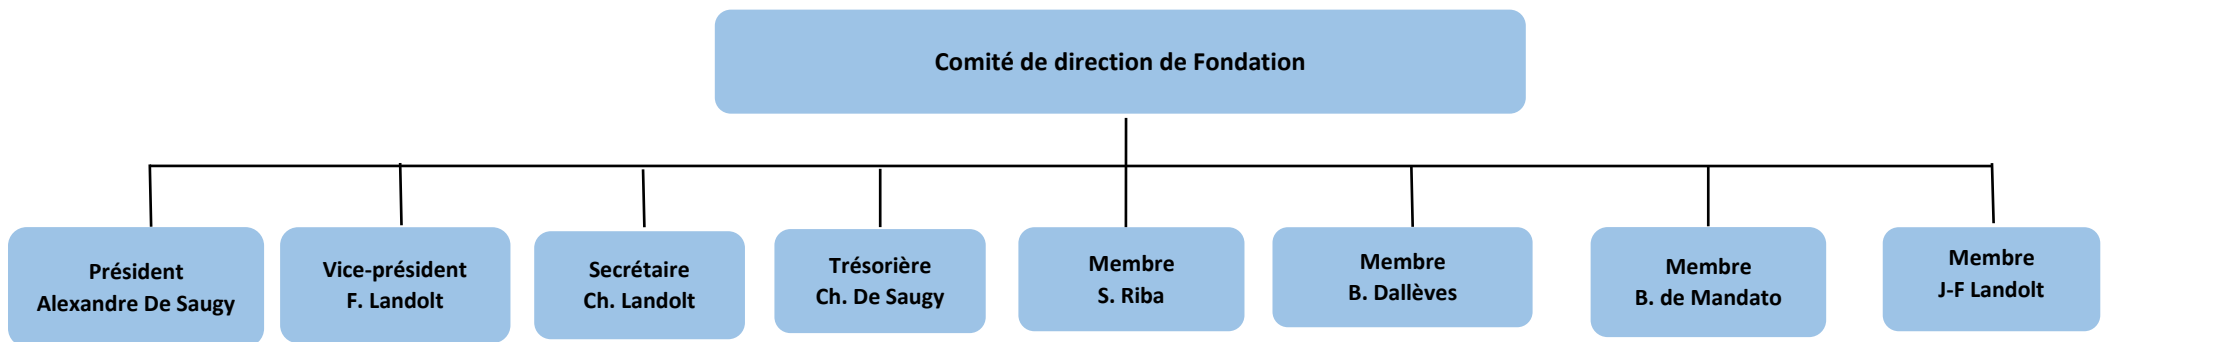 Comité de direction de Fondation
Président
Alexandre De Saugy
Vice-président
F. Landolt
Secrétaire
Ch. Landolt
Trésorière
Ch. De Saugy
Membre
S. Riba
Membre
B. Dallèves
Membre
B. de Mandato
Membre
J-F Landolt